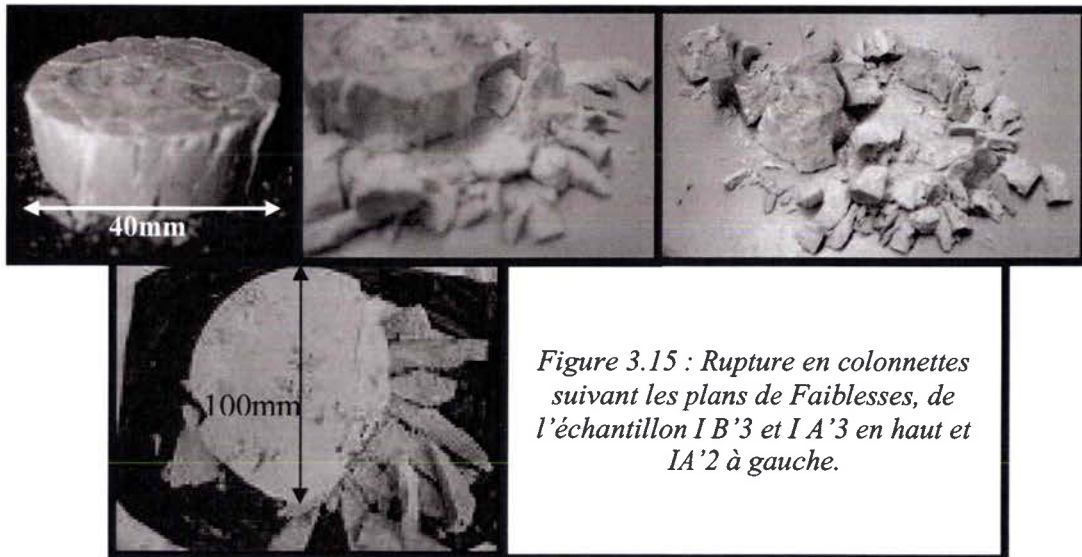 40mm
100mm
Figure 3.15 : Rupture en colonnettes
suivant les plans de Faiblesses, de
l'échantillon I B'3 et I A'3 en haut et
IA'2 à gauche.